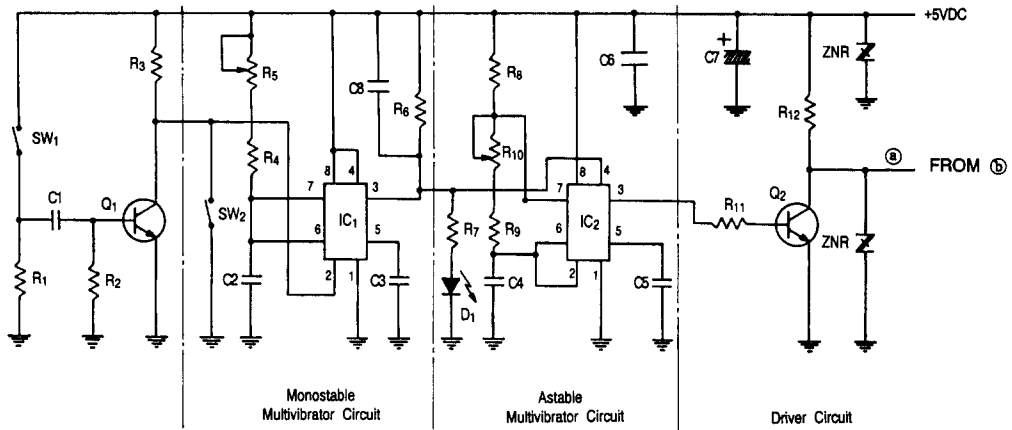 +5VDC
R3
R5
C8
R6
R8
C6
+
C7
ZNR
R12
SW1
R4
R10
8 4
8 4
ⓐ FROM ⓑ
C1
Q1
SW2
7 3
IC1
6 5
2 1
7 3
IC2
6 5
2 1
R11
Q2
R7
R9
ZNR
R1
R2
C2
C3
D1
C4
C5
Monostable
Multivibrator Circuit
Astable
Multivibrator Circuit
Driver Circuit